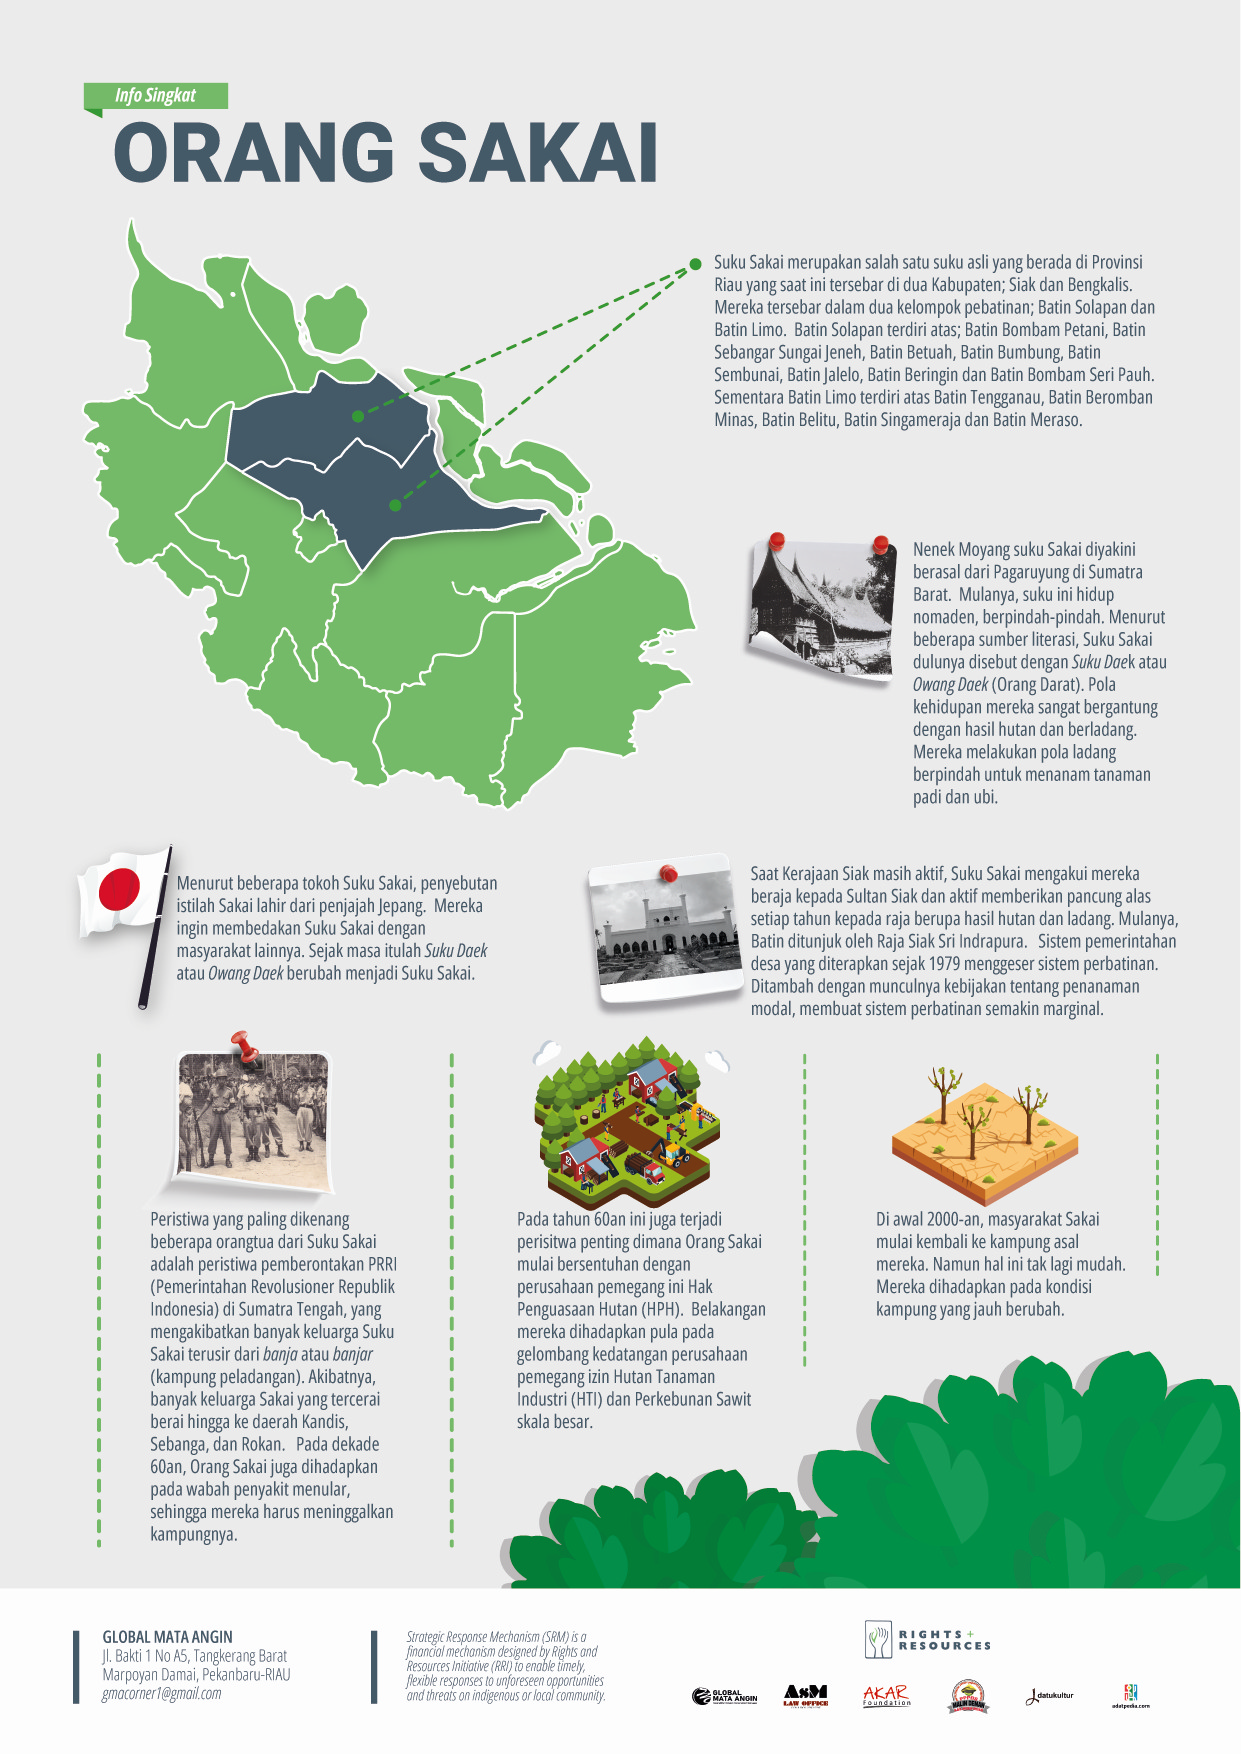 Info Singkat
ORANG SAKAI
Suku Sakai merupakan salah satu suku asli yang berada di Provinsi
Riau yang saat ini tersebar di dua Kabupaten; Siak dan Bengkalis.
Mereka tersebar dalam dua kelompok pebatinan; Batin Solapan dan
Batin Limo.  Batin Solapan terdiri atas; Batin Bombam Petani, Batin
Sebangar Sungai Jeneh, Batin Betuah, Batin Bumbung, Batin
Sembunai, Batin Jalelo, Batin Beringin dan Batin Bombam Seri Pauh.
Sementara Batin Limo terdiri atas Batin Tengganau, Batin Beromban
Minas, Batin Belitu, Batin Singameraja dan Batin Meraso.
Nenek Moyang suku Sakai diyakini
berasal dari Pagaruyung di Sumatra
Barat.  Mulanya, suku ini hidup
nomaden, berpindah-pindah. Menurut
beberapa sumber literasi, Suku Sakai
dulunya disebut dengan Suku Daek atau
Owang Daek (Orang Darat). Pola
kehidupan mereka sangat bergantung
dengan hasil hutan dan berladang.
Mereka melakukan pola ladang
berpindah untuk menanam tanaman
padi dan ubi.
Menurut beberapa tokoh Suku Sakai, penyebutan
istilah Sakai lahir dari penjajah Jepang.  Mereka
ingin membedakan Suku Sakai dengan
masyarakat lainnya. Sejak masa itulah Suku Daek
atau Owang Daek berubah menjadi Suku Sakai.
Saat Kerajaan Siak masih aktif, Suku Sakai mengakui mereka
beraja kepada Sultan Siak dan aktif memberikan pancung alas
setiap tahun kepada raja berupa hasil hutan dan ladang. Mulanya,
Batin ditunjuk oleh Raja Siak Sri Indrapura.   Sistem pemerintahan
desa yang diterapkan sejak 1979 menggeser sistem perbatinan.
Ditambah dengan munculnya kebijakan tentang penanaman
modal, membuat sistem perbatinan semakin marginal.
Peristiwa yang paling dikenang
beberapa orangtua dari Suku Sakai
adalah peristiwa pemberontakan PRRI
(Pemerintahan Revolusioner Republik
Indonesia) di Sumatra Tengah, yang
mengakibatkan banyak keluarga Suku
Sakai terusir dari banja atau banjar
(kampung peladangan). Akibatnya,
banyak keluarga Sakai yang tercerai
berai hingga ke daerah Kandis,
Sebanga, dan Rokan.   Pada dekade
60an, Orang Sakai juga dihadapkan
pada wabah penyakit menular,
sehingga mereka harus meninggalkan
kampungnya.
Pada tahun 60an ini juga terjadi
perisitwa penting dimana Orang Sakai
mulai bersentuhan dengan
perusahaan pemegang ini Hak
Penguasaan Hutan (HPH).  Belakangan
mereka dihadapkan pula pada
gelombang kedatangan perusahaan
pemegang izin Hutan Tanaman
Industri (HTI) dan Perkebunan Sawit
skala besar.
Di awal 2000-an, masyarakat Sakai
mulai kembali ke kampung asal
mereka. Namun hal ini tak lagi mudah.
Mereka dihadapkan pada kondisi
kampung yang jauh berubah.
GLOBAL MATA ANGIN
Jl. Bakti 1 No A5, Tangkerang Barat
Marpoyan Damai, Pekanbaru-RIAU
gmacorner1@gmail.com
Strategic Response Mechanism (SRM) is a
financial mechanism designed by Rights and
Resources Initiative (RRI) to enable timely,
flexible responses to unforeseen opportunities
and threats on indigenous or local community.
RIGHTS +
RESOURCES
GLOBAL
MATA ANGIN
AsM
LAW OFFICE
AKAR
Foundation
MALIN DEMAN
datukultur
adatpedia.com